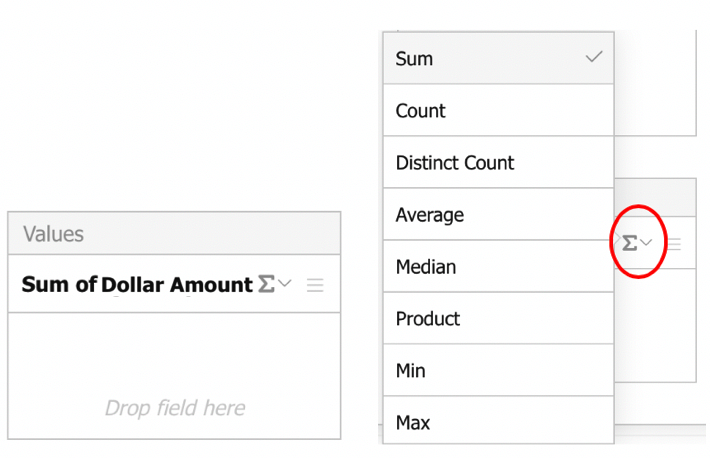 Values
Sum of Dollar Amount Σ
Drop field here
Sum
Count
Distinct Count
Average
Median
Product
Min
Max
Σ